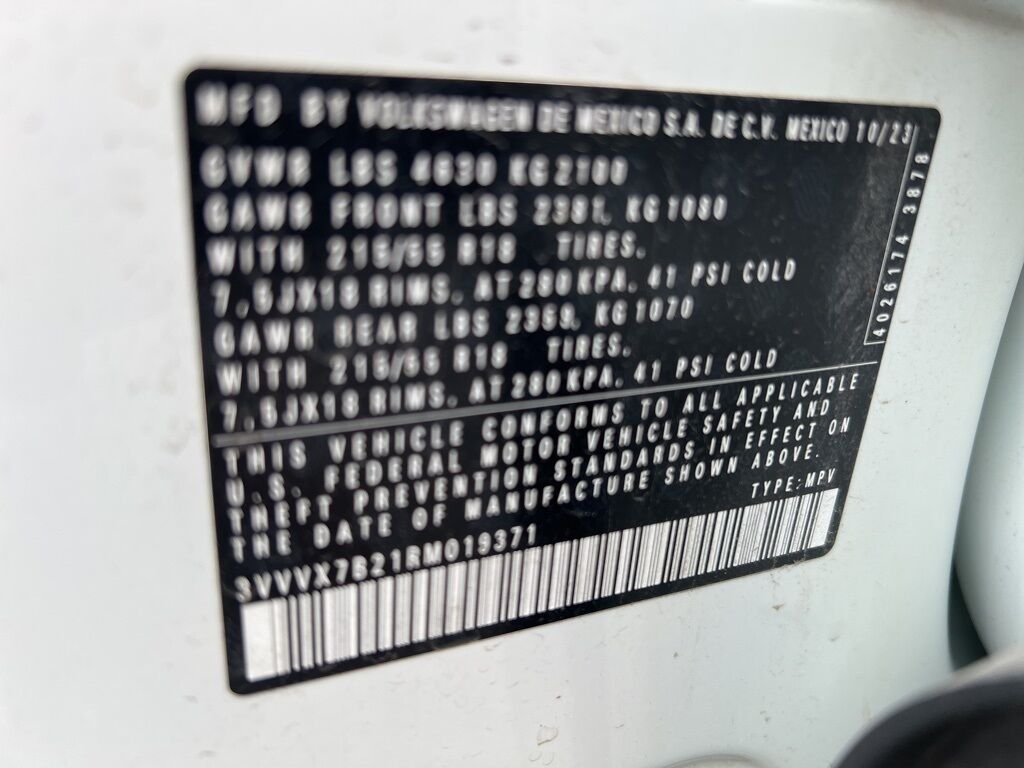 MFD BY VOLKSWAGEN DE MEXICO S.A. DE C.V. MEXICO 10/23
GVWR LBS 4630 KG 2100
GAWR FRONT LBS 2381, KG 1080
WITH 215/55 R18 TIRES.
7,5JX18 RIMS, AT 280 KPA, 41 PSI COLD
GAWR REAR LBS 2359, KG 1070
WITH 215/55 R18 TIRES.
7,5JX18 RIMS, AT 280 KPA, 41 PSI COLD
THIS VEHICLE CONFORMS TO ALL APPLICABLE
U.S. FEDERAL MOTOR VEHICLE SAFETY AND
THEFT PREVENTION STANDARDS IN EFFECT ON
THE DATE OF MANUFACTURE SHOWN ABOVE.
TYPE: MPV
3VVVX7B21RM019371
4026174 3878